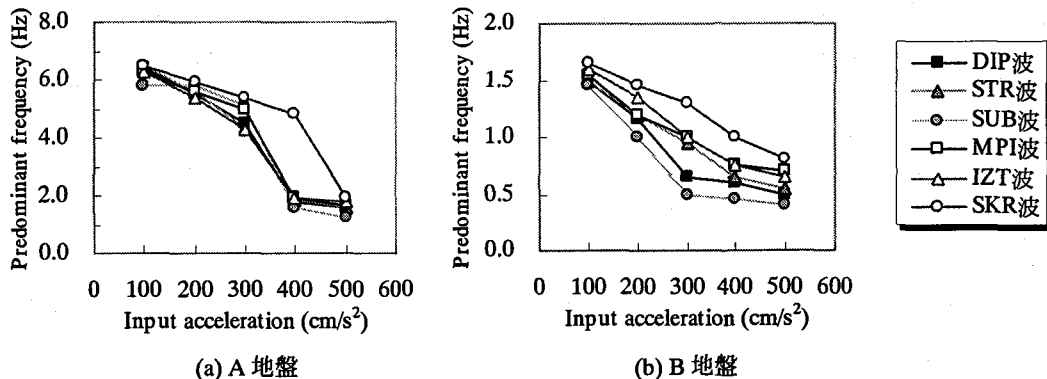 Predominant frequency (Hz)
8.0
6.0
4.0
2.0
0.0
0 100 200 300 400 500 600
Input acceleration (cm/s²)
(a) A 地盤
Predominant frequency (Hz)
2.0
1.5
1.0
0.5
0.0
0 100 200 300 400 500 600
Input acceleration (cm/s²)
(b) B 地盤
DIP波
STR波
SUB波
MPI波
IZT波
SKR波